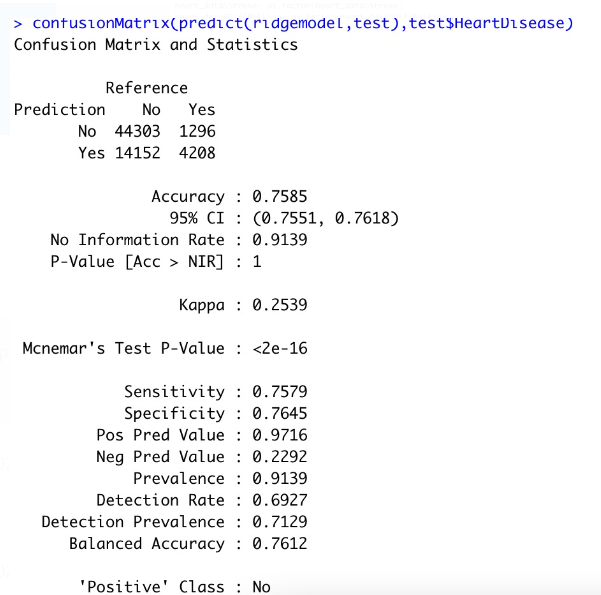 > confusionMatrix(predict(ridgemodel,test),test$HeartDisease)
Confusion Matrix and Statistics
Reference
Prediction No Yes
No 44303 1296
Yes 14152 4208
Accuracy : 0.7585
95% CI : (0.7551, 0.7618)
No Information Rate : 0.9139
P-Value [Acc > NIR] : 1
Kappa : 0.2539
Mcnemar's Test P-Value : <2e-16
Sensitivity : 0.7579
Specificity : 0.7645
Pos Pred Value : 0.9716
Neg Pred Value : 0.2292
Prevalence : 0.9139
Detection Rate : 0.6927
Detection Prevalence : 0.7129
Balanced Accuracy : 0.7612
'Positive' Class : No